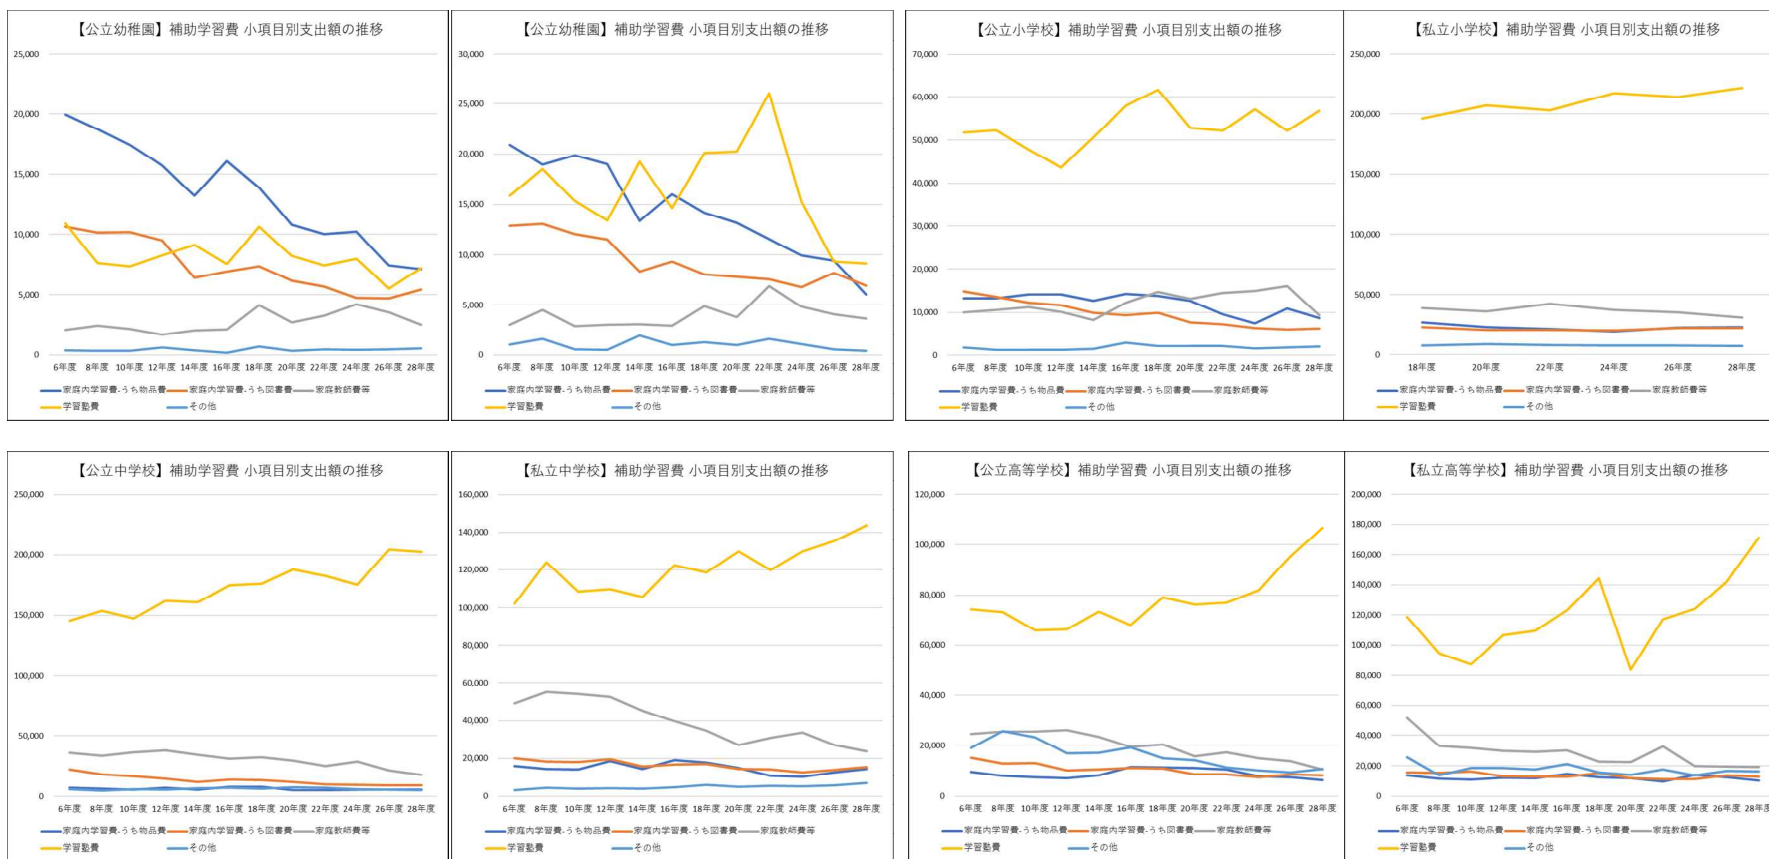 【公立幼稚園】補助学習費 小項目別支出額の推移
25,000
20,000
15,000
10,000
5,000
0
6年度 8年度 10年度 12年度 14年度 16年度 18年度 20年度 22年度 24年度 26年度 28年度
家庭内学習費-うち物品費 家庭内学習費-うち図書費 家庭教師費等
学習塾費 その他
【公立幼稚園】補助学習費 小項目別支出額の推移
30,000
25,000
20,000
15,000
10,000
5,000
0
6年度 8年度 10年度 12年度 14年度 16年度 18年度 20年度 22年度 24年度 26年度 28年度
家庭内学習費-うち物品費 家庭内学習費-うち図書費 家庭教師費等
学習塾費 その他
【公立小学校】補助学習費 小項目別支出額の推移
70,000
60,000
50,000
40,000
30,000
20,000
10,000
0
6年度 8年度 10年度 12年度 14年度 16年度 18年度 20年度 22年度 24年度 26年度 28年度
家庭内学習費-うち物品費 家庭内学習費-うち図書費 家庭教師費等
学習塾費 その他
【私立小学校】補助学習費 小項目別支出額の推移
250,000
200,000
150,000
100,000
50,000
0
18年度 20年度 22年度 24年度 26年度 28年度
家庭内学習費-うち物品費 家庭内学習費-うち図書費 家庭教師費等
学習塾費 その他
【公立中学校】補助学習費 小項目別支出額の推移
250,000
200,000
150,000
100,000
50,000
0
6年度 8年度 10年度 12年度 14年度 16年度 18年度 20年度 22年度 24年度 26年度 28年度
家庭内学習費-うち物品費 家庭内学習費-うち図書費 家庭教師費等
学習塾費 その他
【私立中学校】補助学習費 小項目別支出額の推移
160,000
140,000
120,000
100,000
80,000
60,000
40,000
20,000
0
6年度 8年度 10年度 12年度 14年度 16年度 18年度 20年度 22年度 24年度 26年度 28年度
家庭内学習費-うち物品費 家庭内学習費-うち図書費 家庭教師費等
学習塾費 その他
【公立高等学校】補助学習費 小項目別支出額の推移
120,000
100,000
80,000
60,000
40,000
20,000
0
6年度 8年度 10年度 12年度 14年度 16年度 18年度 20年度 22年度 24年度 26年度 28年度
家庭内学習費-うち物品費 家庭内学習費-うち図書費 家庭教師費等
学習塾費 その他
【私立高等学校】補助学習費 小項目別支出額の推移
200,000
180,000
160,000
140,000
120,000
100,000
80,000
60,000
40,000
20,000
0
6年度 8年度 10年度 12年度 14年度 16年度 18年度 20年度 22年度 24年度 26年度 28年度
家庭内学習費-うち物品費 家庭内学習費-うち図書費 家庭教師費等
学習塾費 その他